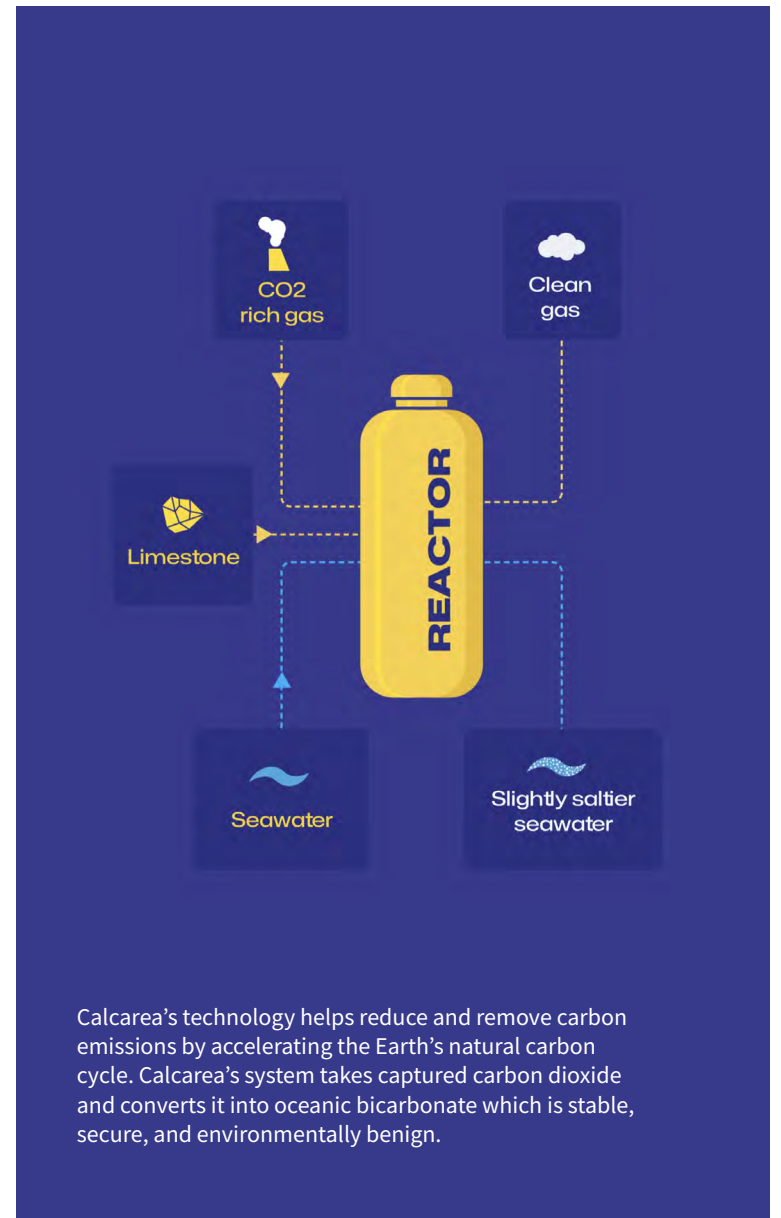 CO2
rich gas
Clean
gas
Limestone
REACTOR
Seawater
Slightly saltier
seawater
Calcarea’s technology helps reduce and remove carbon
emissions by accelerating the Earth’s natural carbon
cycle. Calcarea’s system takes captured carbon dioxide
and converts it into oceanic bicarbonate which is stable,
secure, and environmentally benign.